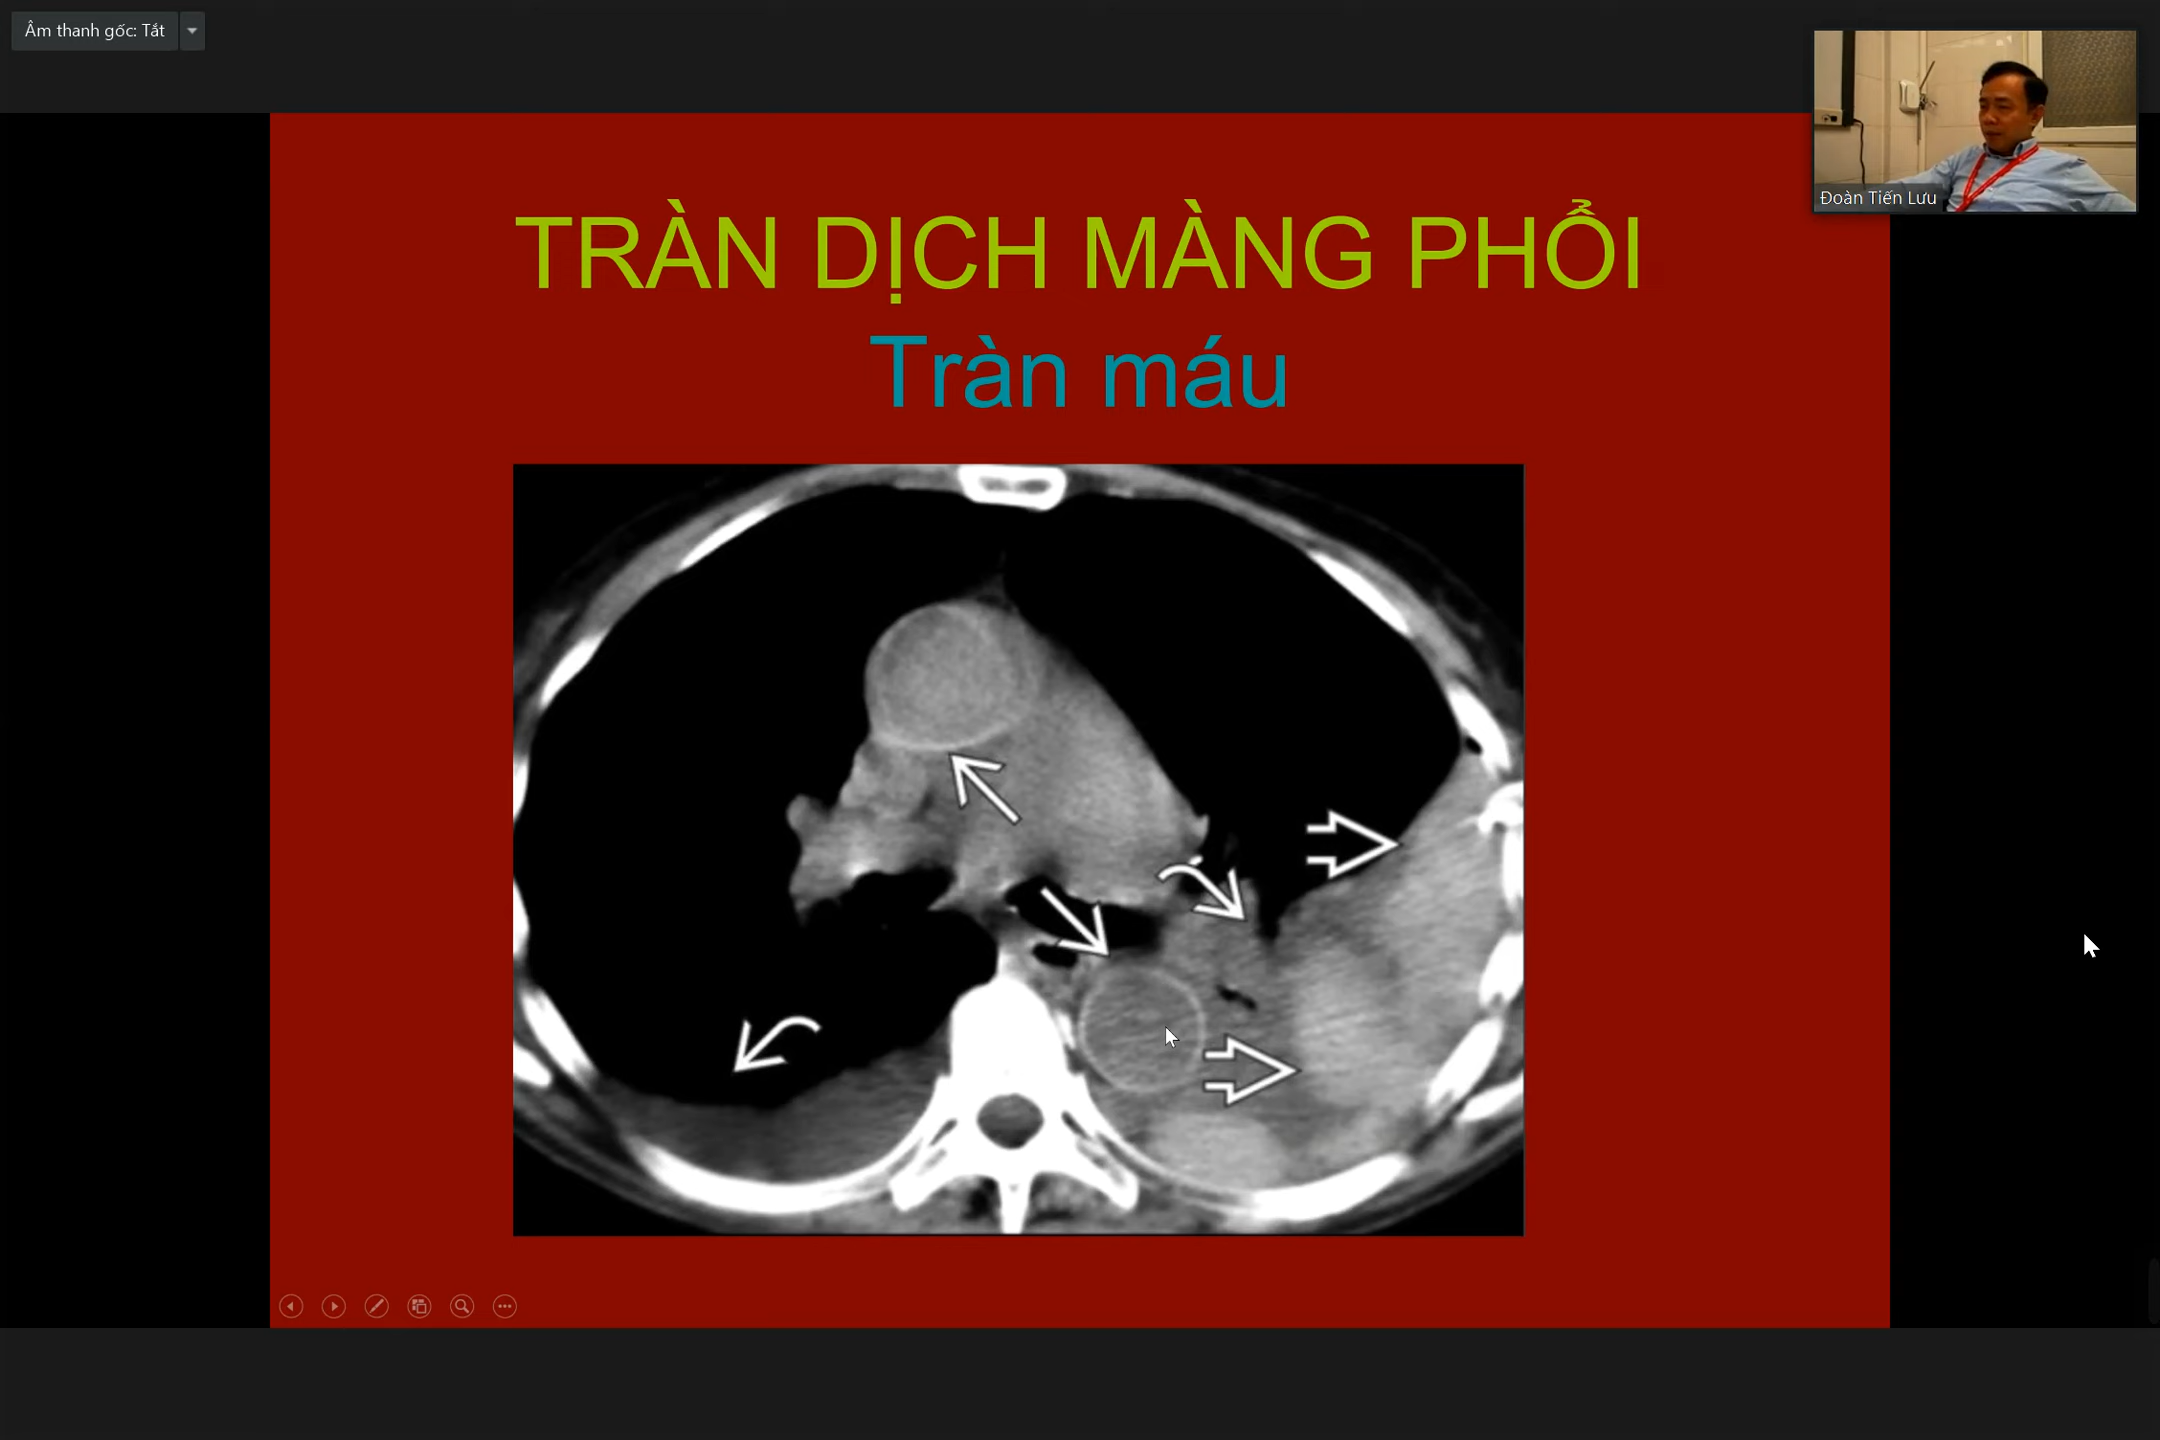 Âm thanh gốc: Tắt
Đoàn Tiến Lưu
TRÀN DỊCH MÀNG PHỔI
Tràn máu